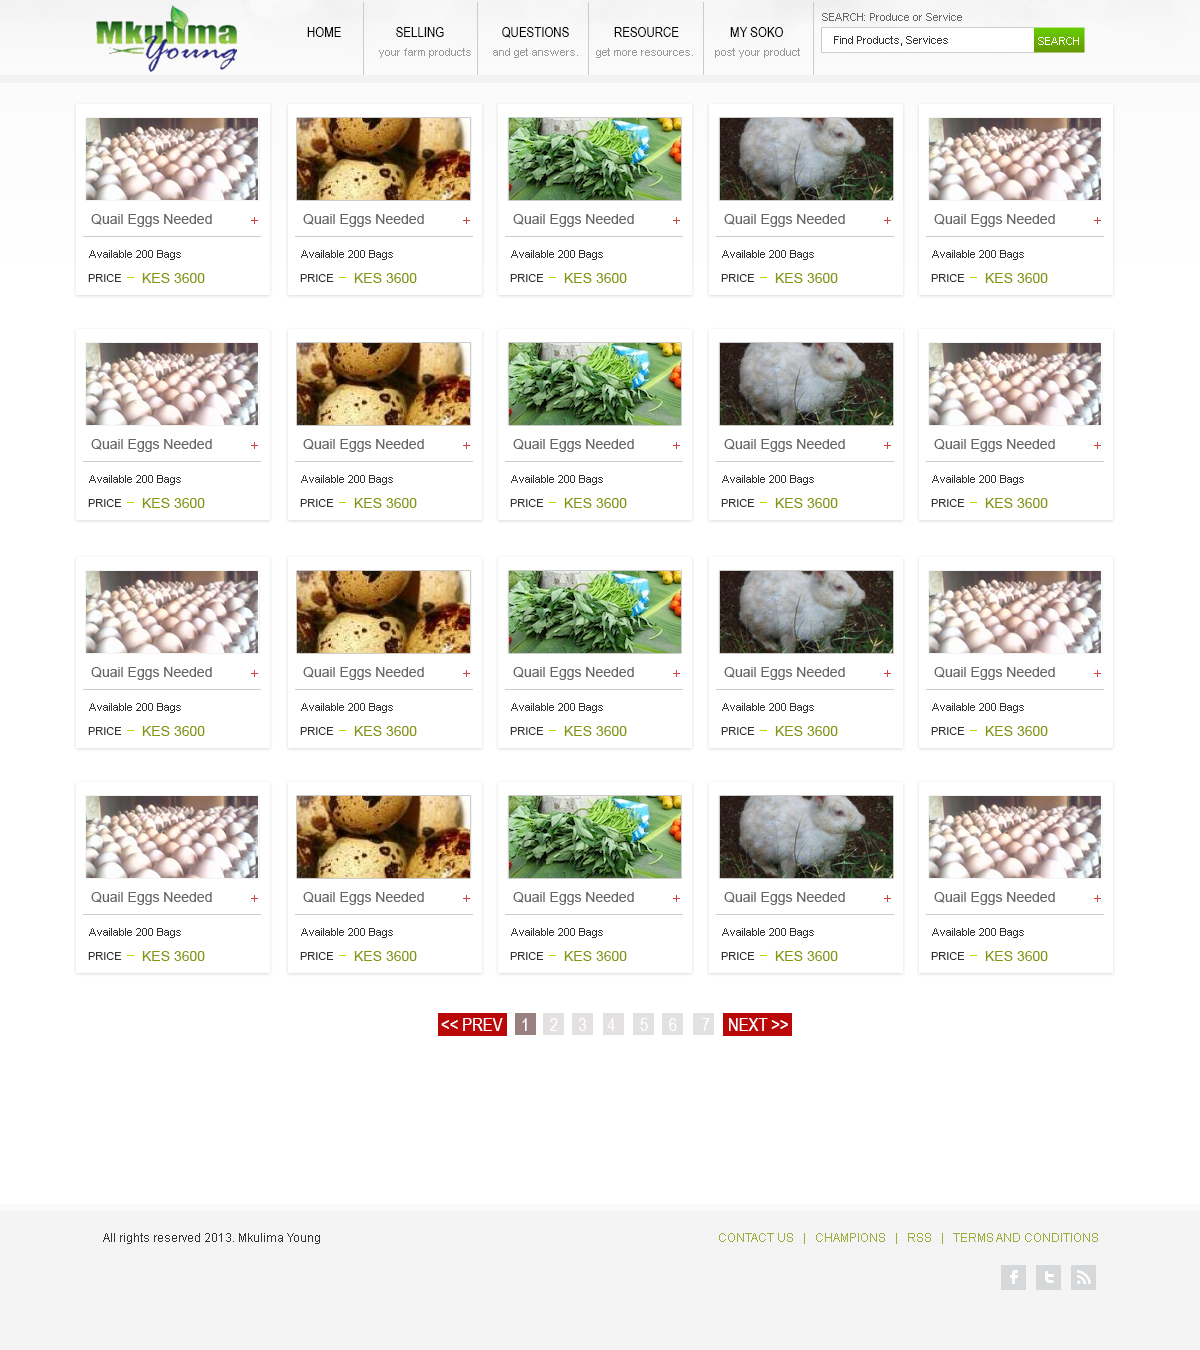 Mkulima
Young
HOME
SELLING
your farm products
QUESTIONS
and get answers.
RESOURCE
get more resources.
MY SOKO
post your product
SEARCH: Produce or Service
Find Products, Services
SEARCH
Quail Eggs Needed + Quail Eggs Needed + Quail Eggs Needed + Quail Eggs Needed + Quail Eggs Needed +
Available 200 Bags Available 200 Bags Available 200 Bags Available 200 Bags Available 200 Bags
PRICE – KES 3600 PRICE – KES 3600 PRICE – KES 3600 PRICE – KES 3600 PRICE – KES 3600
Quail Eggs Needed + Quail Eggs Needed + Quail Eggs Needed + Quail Eggs Needed + Quail Eggs Needed +
Available 200 Bags Available 200 Bags Available 200 Bags Available 200 Bags Available 200 Bags
PRICE – KES 3600 PRICE – KES 3600 PRICE – KES 3600 PRICE – KES 3600 PRICE – KES 3600
Quail Eggs Needed + Quail Eggs Needed + Quail Eggs Needed + Quail Eggs Needed + Quail Eggs Needed +
Available 200 Bags Available 200 Bags Available 200 Bags Available 200 Bags Available 200 Bags
PRICE – KES 3600 PRICE – KES 3600 PRICE – KES 3600 PRICE – KES 3600 PRICE – KES 3600
Quail Eggs Needed + Quail Eggs Needed + Quail Eggs Needed + Quail Eggs Needed + Quail Eggs Needed +
Available 200 Bags Available 200 Bags Available 200 Bags Available 200 Bags Available 200 Bags
PRICE – KES 3600 PRICE – KES 3600 PRICE – KES 3600 PRICE – KES 3600 PRICE – KES 3600
<< PREV 1 2 3 4 5 6 7 NEXT >>
All rights reserved 2013. Mkulima Young
CONTACT US | CHAMPIONS | RSS | TERMS AND CONDITIONS